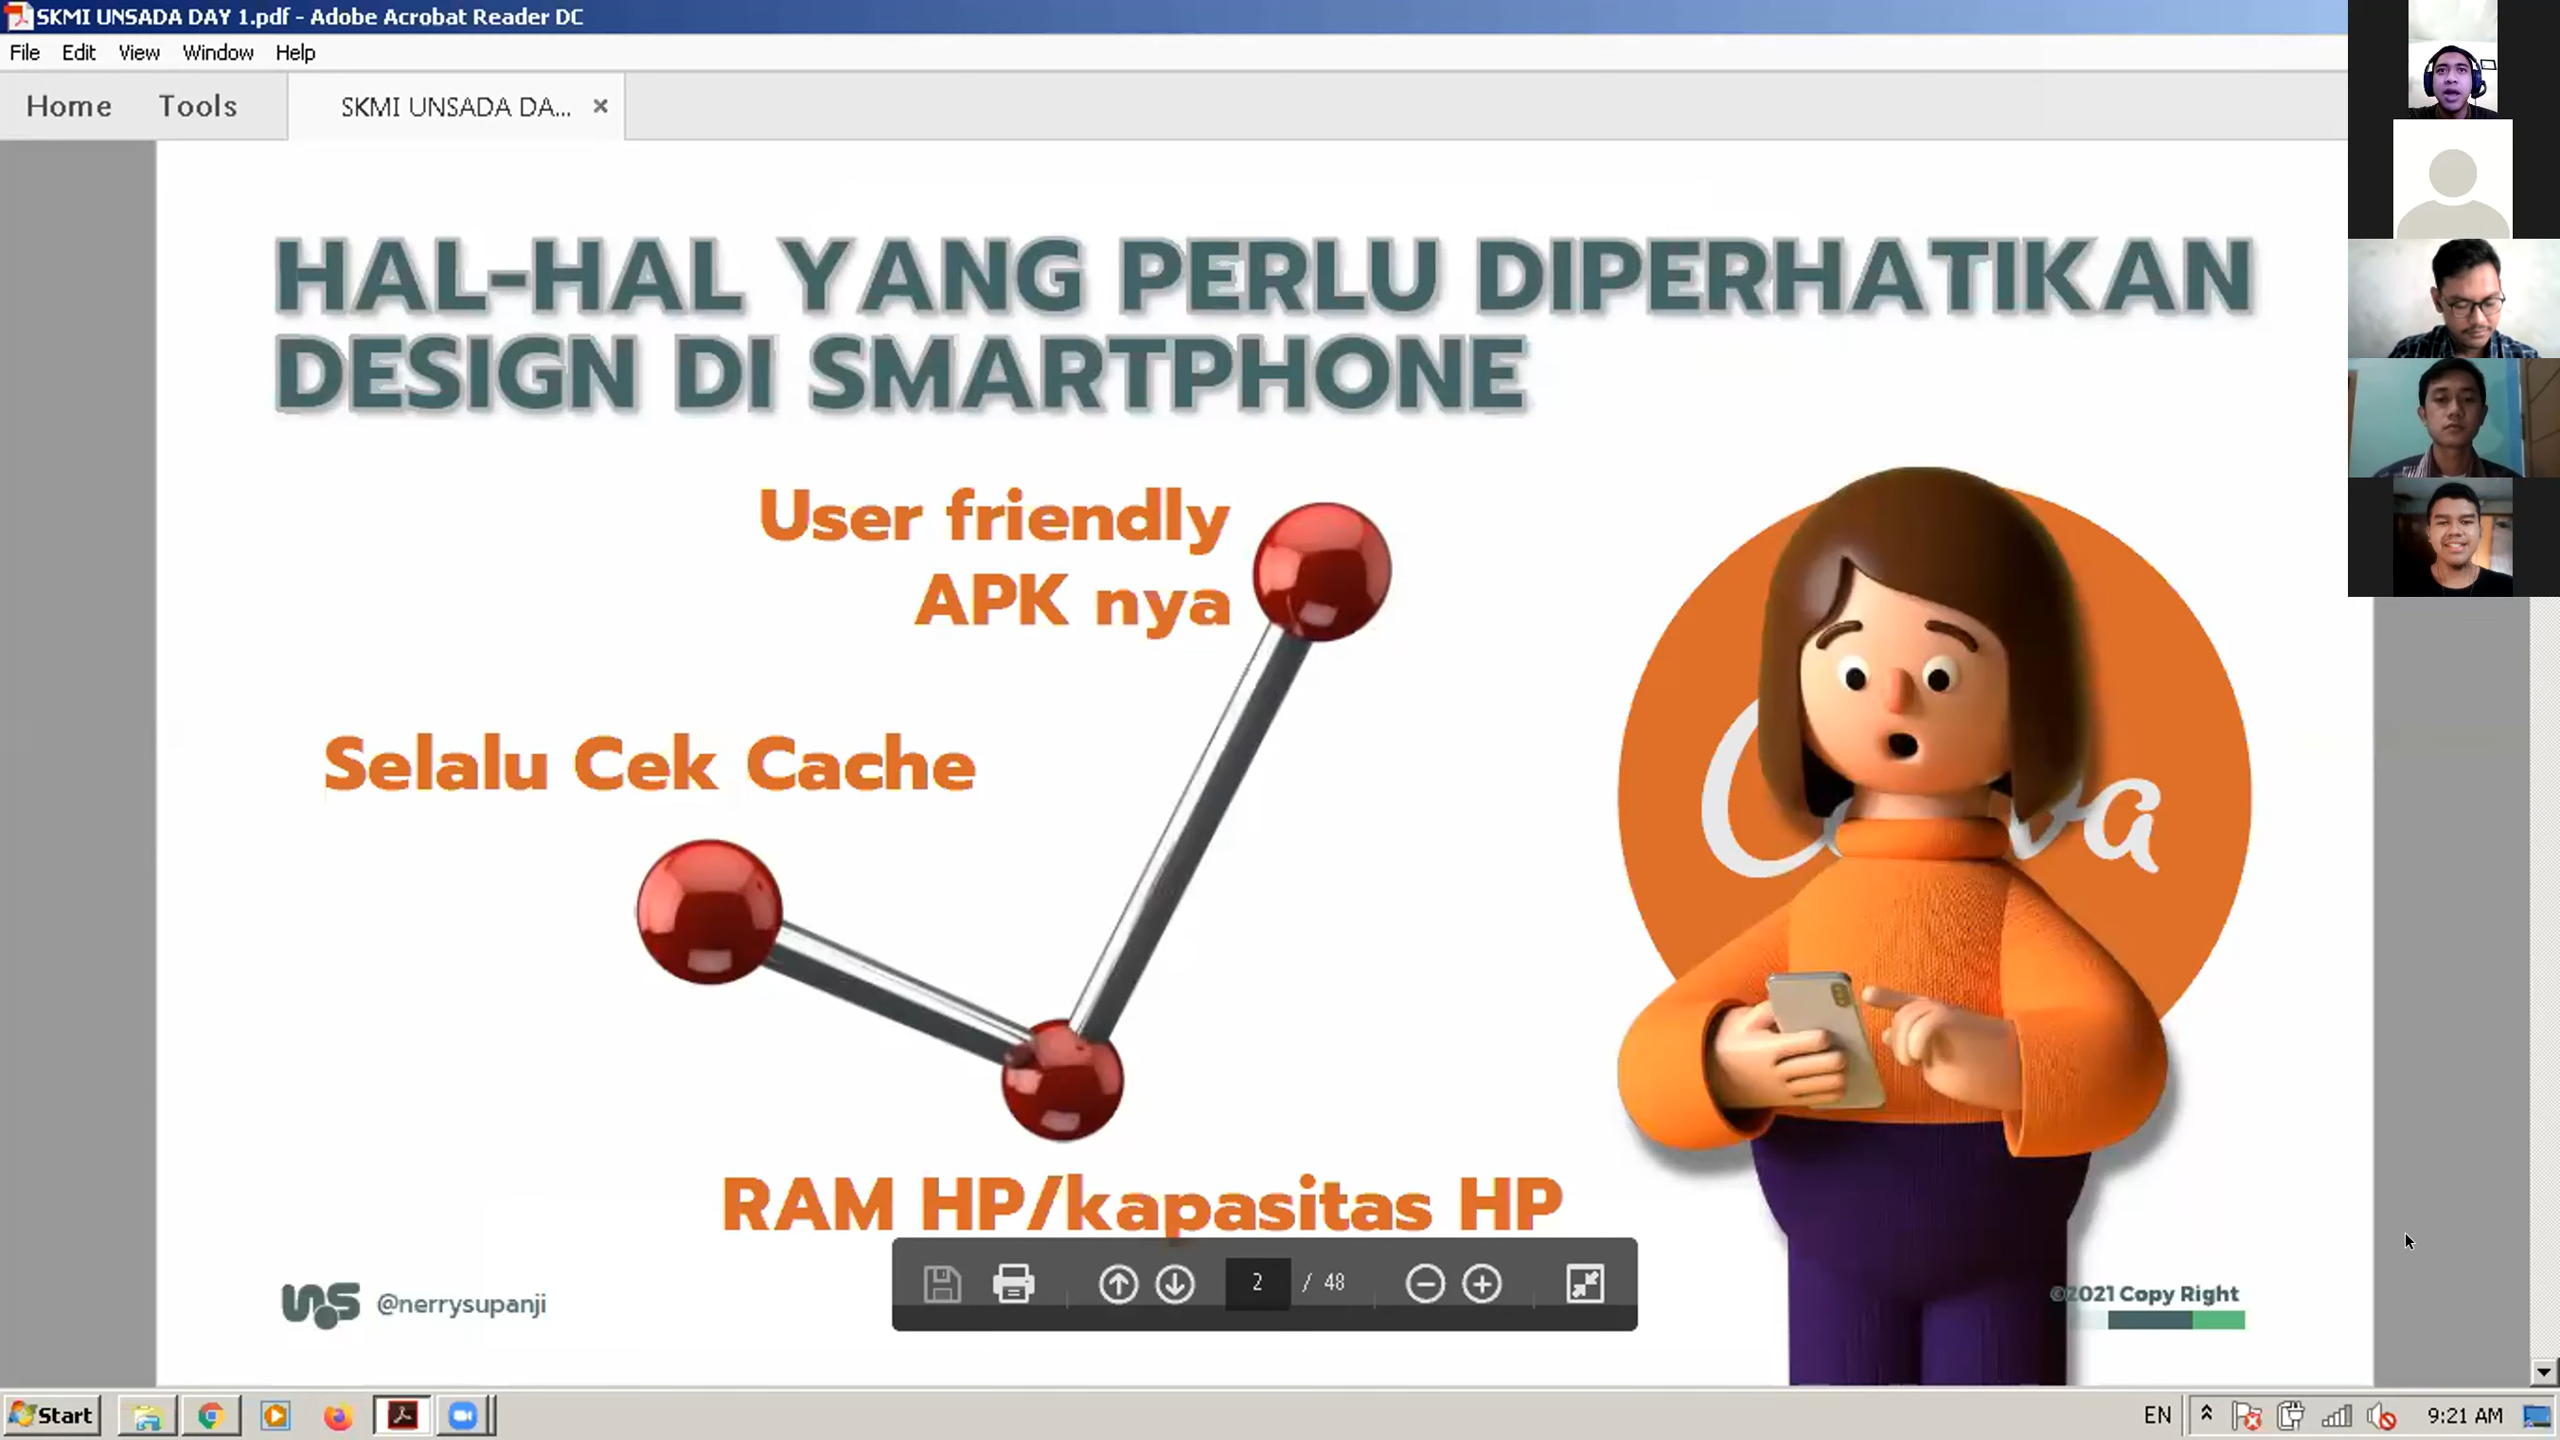 SKMI UNSADA DAY 1.pdf - Adobe Acrobat Reader DC
File Edit View Window Help
Home Tools SKMI UNSADA DA... ×
HAL-HAL YANG PERLU DIPERHATIKAN
DESIGN DI SMARTPHONE
User friendly
APK nya
Selalu Cek Cache
RAM HP/kapasitas HP
@nerrysupanji
2 / 48
©2021 Copy Right
Start
EN
9:21 AM